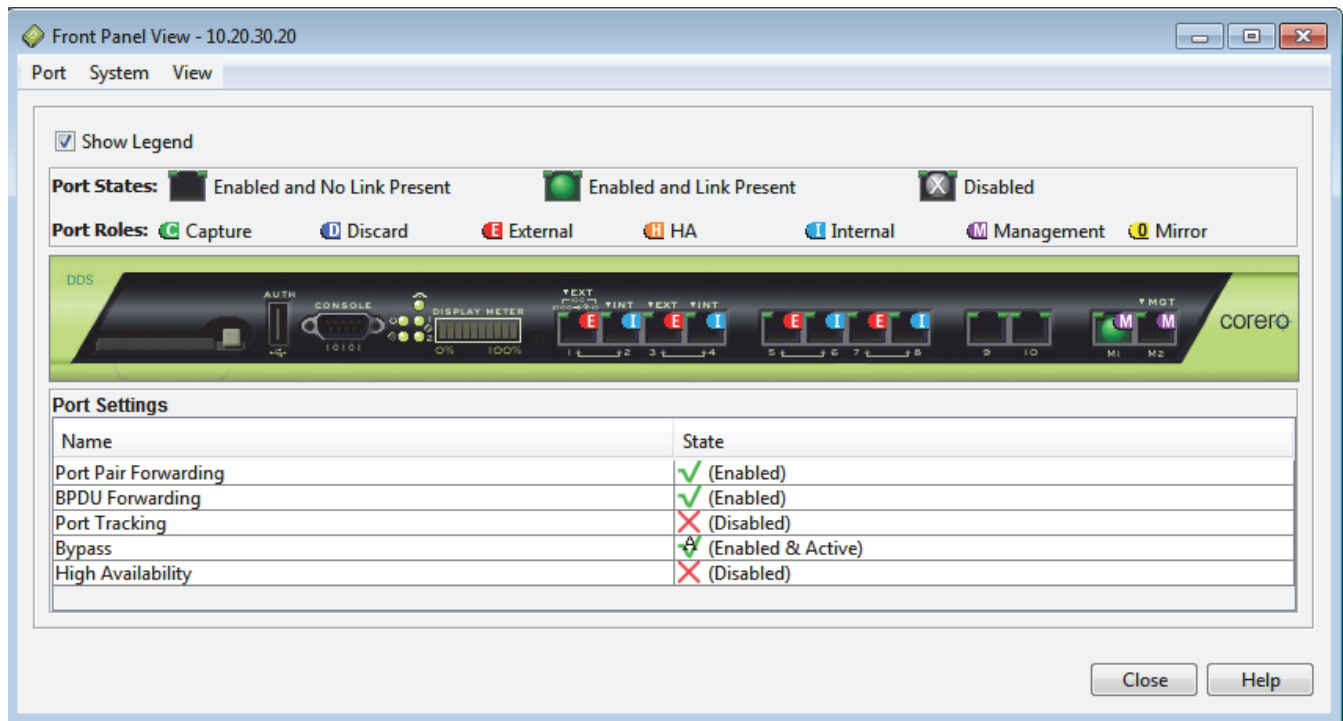 Front Panel View - 10.20.30.20
Port System View
Show Legend
Port States: Enabled and No Link Present Enabled and Link Present X Disabled
Port Roles: C Capture D Discard E External H HA I Internal M Management O Mirror
DDS
AUTH CONSOLE DISPLAY METER ▼EXT ▼INT ▼EXT ▼INT ▼MGT
E I E I E I E I M M corero
10101 0% 100% 1 2 3 4 5 6 7 8 9 10 M1 M2
Port Settings
Name State
Port Pair Forwarding (Enabled)
BPDU Forwarding (Enabled)
Port Tracking (Disabled)
Bypass A (Enabled & Active)
High Availability (Disabled)
Close Help